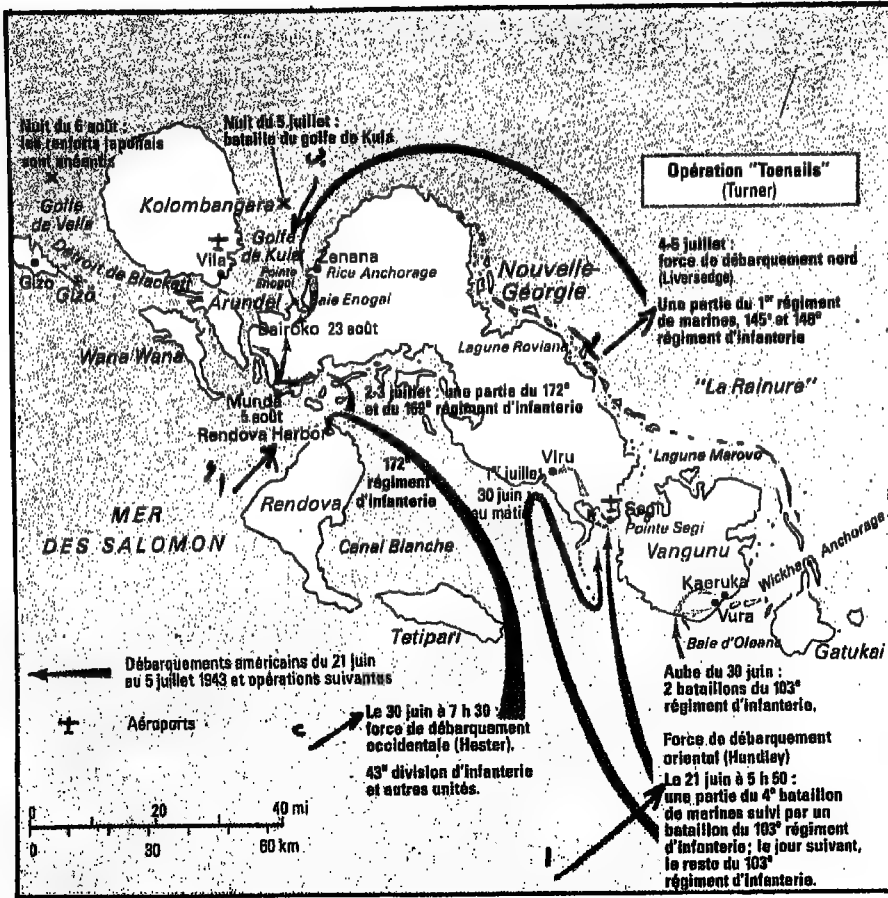 Nuit du 6 août :
les renforts japonais
sont anéantis
Nuit du 5 juillet :
bataille du golfe de Kula
Opération "Toenails"
(Turner)
Kolombangara
Golfe
de Vella
Golfe
de Kula
Zanana
Rice Anchorage
Pointe
Enogai
Baie Enogai
Vila
Détroit de Blackett
Gizo
Gizo
Arundel
Bairoko 23 août
Wana Wana
Nouvelle-
Géorgie
4-5 juillet :
force de débarquement nord
(Liversedge)
Une partie du 1er régiment
de marines, 145e et 148e
régiment d'infanterie
Lagune Roviana
"La Rainure"
Munda
5 août
2-3 juillet : une partie du 172e
et du 169e régiment d'infanterie
Rendova Harbor
172e
régiment
d'infanterie
Rendova
Viru
1er juillet
30 juin
au matin
Lagune Marovo
Segi
Pointe Segi
Vangunu
MER
DES SALOMON
Canal Blanche
Tetipari
Kaeruka
Vura
Wickham Anchorage
Baie d'Oleana
Gatukai
Débarquements américains du 21 juin
au 5 juillet 1943 et opérations suivantes
Aéroports
Le 30 juin à 7 h 30 :
force de débarquement
occidentale (Hester).
43e division d'infanterie
et autres unités.
Aube du 30 juin :
2 bataillons du 103e
régiment d'infanterie.
Force de débarquement
oriental (Hundley)
Le 21 juin à 5 h 50 :
une partie du 4e bataillon
de marines suivi par un
bataillon du 103e régiment
d'infanterie; le jour suivant,
le reste du 103e
régiment d'infanterie.
0 20 40 mi
0 30 60 km